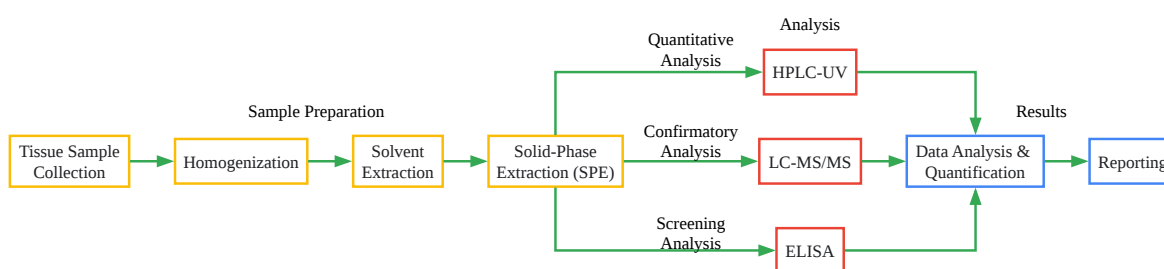 Analysis
Quantitative
Analysis
HPLC-UV
Sample Preparation
Results
Tissue Sample
Collection
Homogenization
Solvent
Extraction
Solid-Phase
Extraction (SPE)
Confirmatory
Analysis
LC-MS/MS
Data Analysis &
Quantification
Reporting
Screening
Analysis
ELISA